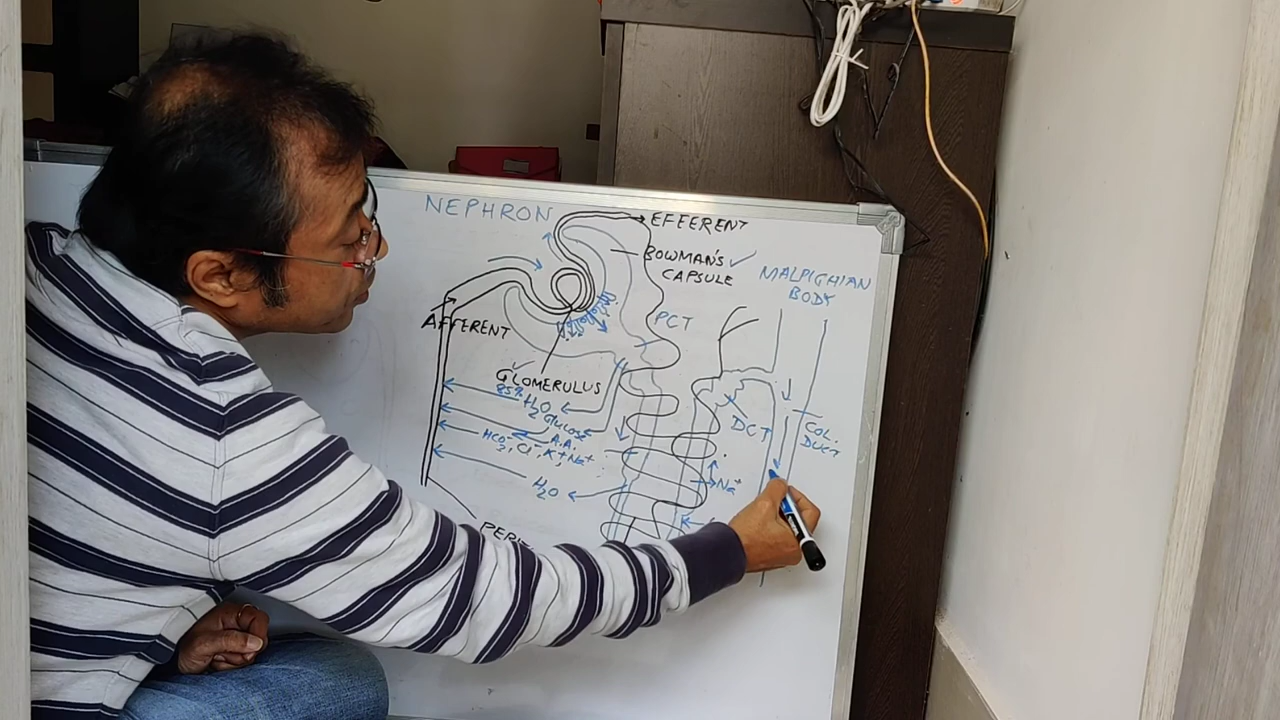 NEPHRON
EFFERENT
BOWMAN'S
CAPSULE
MALPIGHIAN
BODY
AFFERENT
PCT
GLOMERULUS
85% H2O
Glucose
A.A.
HCO3-, Cl-, K+, Na+
H2O
DCT
COL.
DUCT
Na+